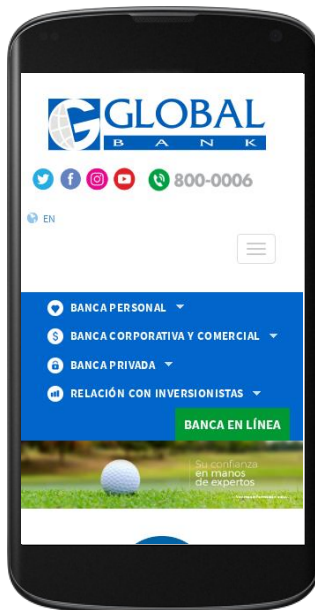 GLOBAL
BANK
800-0006
EN
BANCA PERSONAL
BANCA CORPORATIVA Y COMERCIAL
BANCA PRIVADA
RELACIÓN CON INVERSIONISTAS
BANCA EN LÍNEA
Su confianza
en manos
de expertos